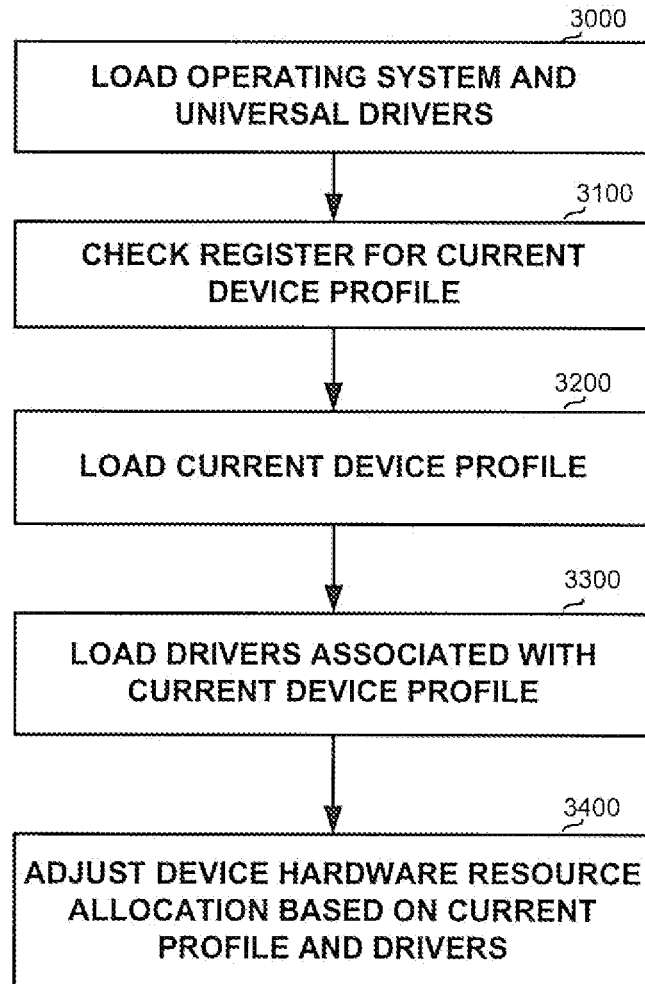 3000
LOAD OPERATING SYSTEM AND
UNIVERSAL DRIVERS
3100
CHECK REGISTER FOR CURRENT
DEVICE PROFILE
3200
LOAD CURRENT DEVICE PROFILE
3300
LOAD DRIVERS ASSOCIATED WITH
CURRENT DEVICE PROFILE
3400
ADJUST DEVICE HARDWARE RESOURCE
ALLOCATION BASED ON CURRENT
PROFILE AND DRIVERS